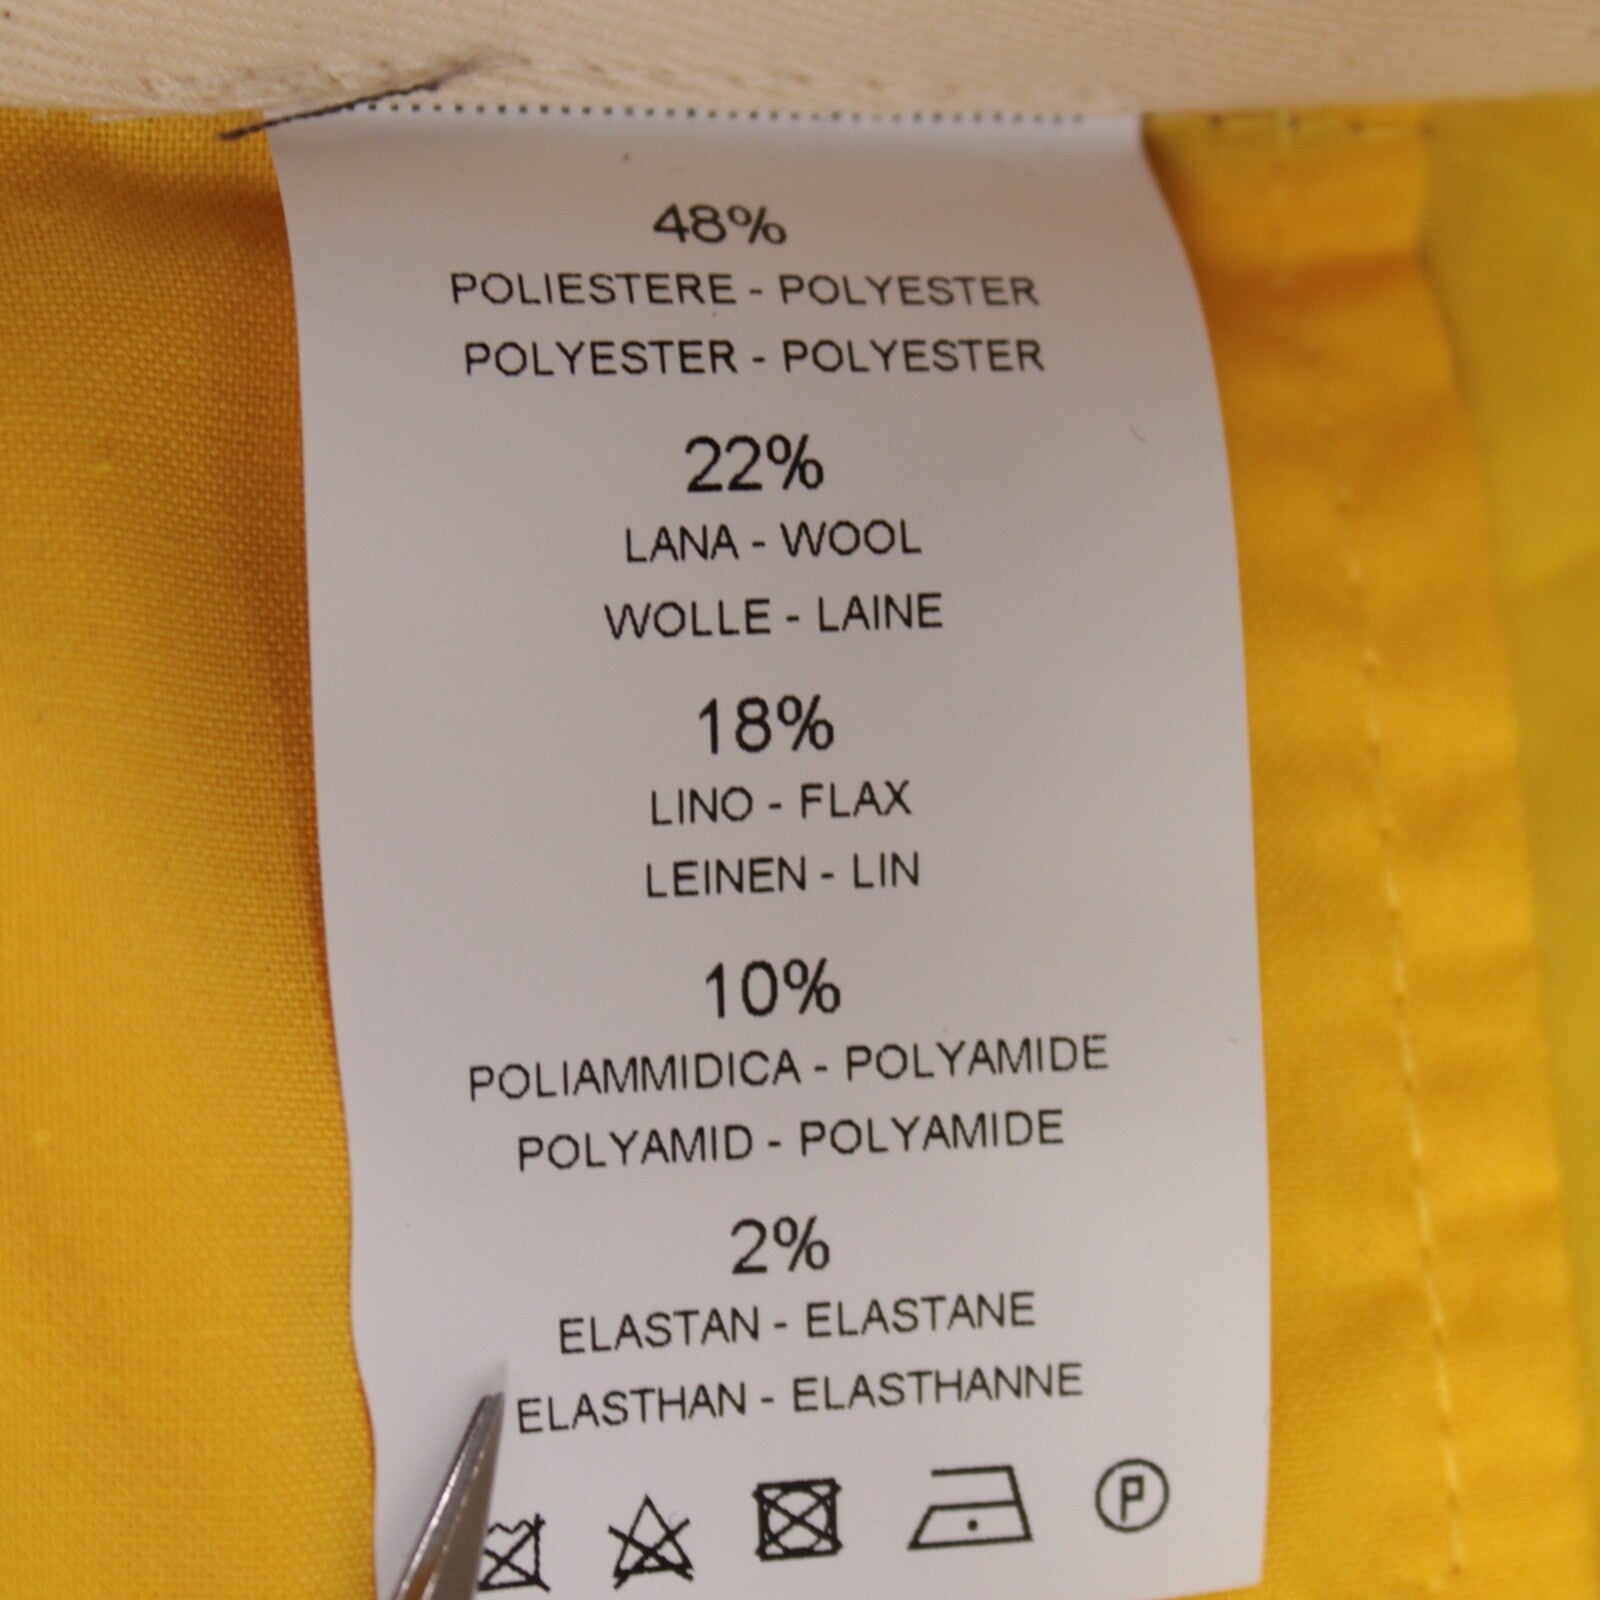 48%
POLIESTERE - POLYESTER
POLYESTER - POLYESTER
22%
LANA - WOOL
WOLLE - LAINE
18%
LINO - FLAX
LEINEN - LIN
10%
POLIAMMIDICA - POLYAMIDE
POLYAMID - POLYAMIDE
2%
ELASTAN - ELASTANE
ELASTHAN - ELASTHANNE
P